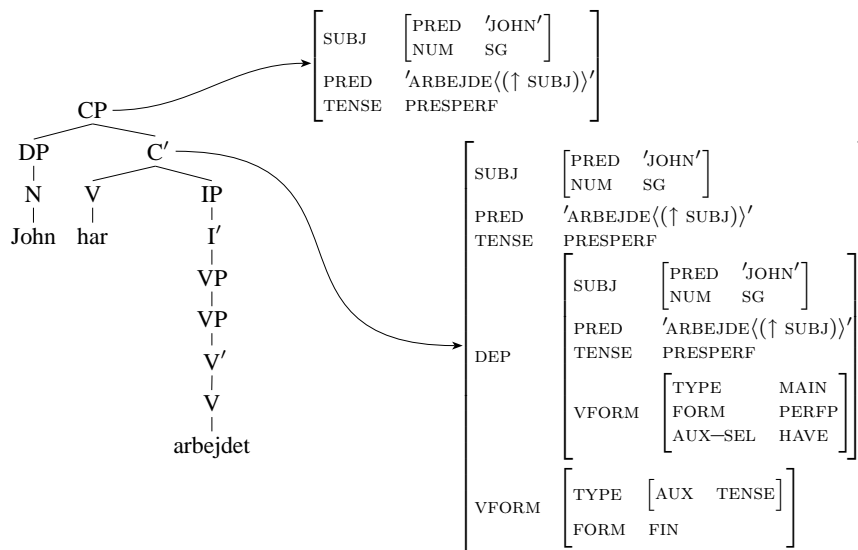 SUBJ [PRED ′JOHN′
NUM SG]
PRED ′ARBEJDE⟨(↑ SUBJ)⟩′
TENSE PRESPERF
CP
DP C′
N V IP
John har I′
VP
VP
V′
V
arbejdet
SUBJ [PRED ′JOHN′
NUM SG]
PRED ′ARBEJDE⟨(↑ SUBJ)⟩′
TENSE PRESPERF
DEP
SUBJ [PRED ′JOHN′
NUM SG]
PRED ′ARBEJDE⟨(↑ SUBJ)⟩′
TENSE PRESPERF
VFORM [TYPE MAIN
FORM PERFP
AUX–SEL HAVE]
VFORM [TYPE [AUX TENSE]
FORM FIN]